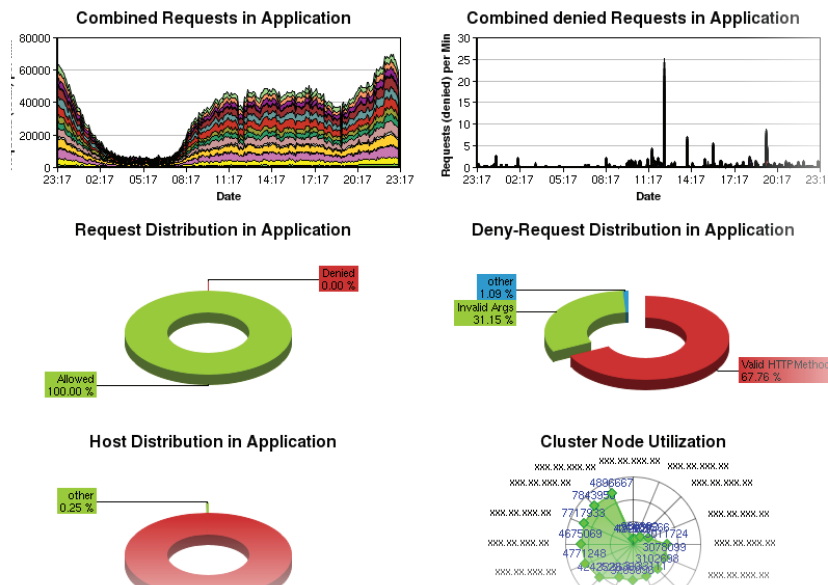 Combined Requests in Application
80000
60000
40000
20000
0
23:17 02:17 05:17 08:17 11:17 14:17 17:17 20:17 23:17
Date
Combined denied Requests in Application
Requests (denied) per Min
30
25
20
15
10
5
0
23:17 02:17 05:17 08:17 11:17 14:17 17:17 20:17 23:1
Date
Request Distribution in Application
Denied
0.00 %
Allowed
100.00 %
Deny-Request Distribution in Application
other
1.09 %
Invalid Args
31.15 %
Valid HTTPMethod
67.76 %
Host Distribution in Application
other
0.25 %
Cluster Node Utilization
xxx.xx.xxx.xx
xxx.xx.xxx.xx
xxx.xx.xxx.xx
xxx.xx.xxx.xx
xxx.xx.xxx.xx
xxx.xx.xxx.xx
xxx.xx.xxx.xx
xxx.xx.xxx.xx
xxx.xx.xxx.xx
xxx.xx.xxx.xx
xxx.xx.xxx.xx
4896667
7717933
4675069
4771248
3078099